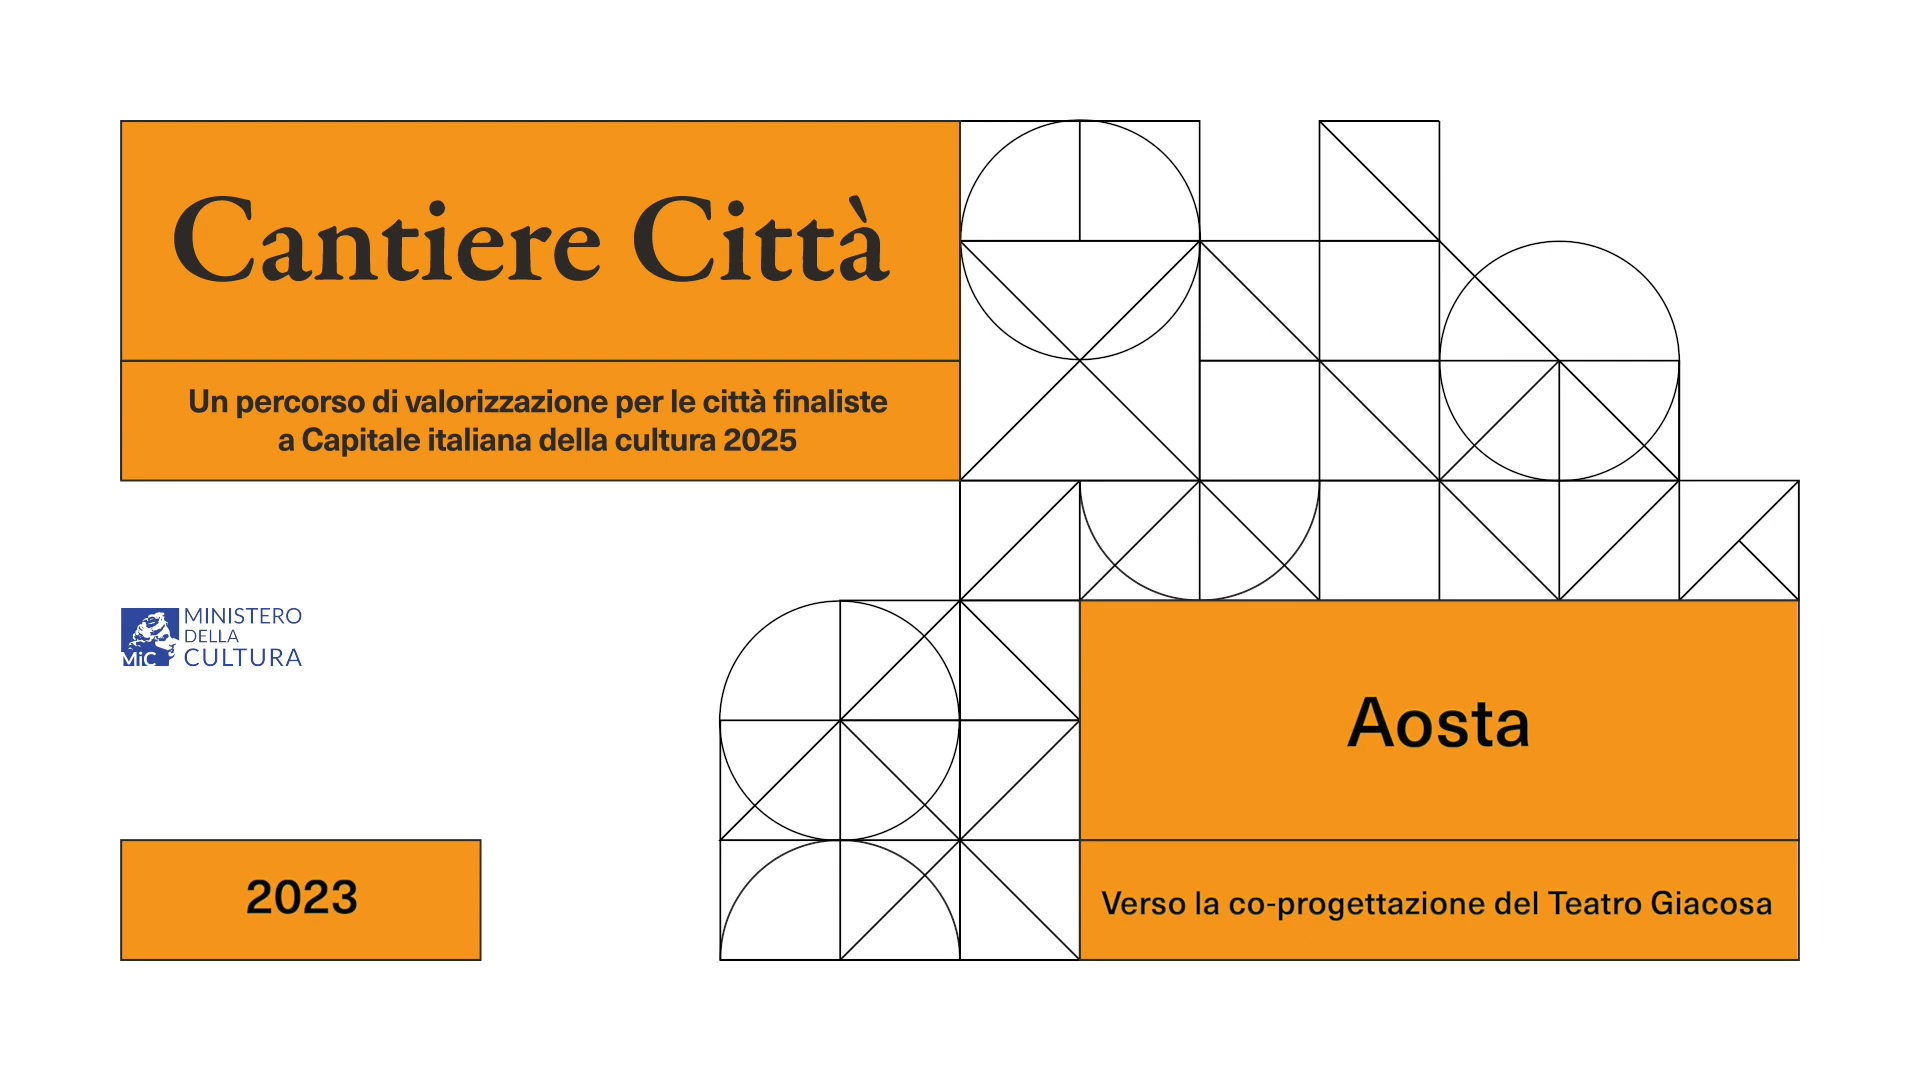 Cantiere Città
Un percorso di valorizzazione per le città finaliste
a Capitale italiana della cultura 2025
MiC
MINISTERO
DELLA
CULTURA
Aosta
2023
Verso la co-progettazione del Teatro Giacosa